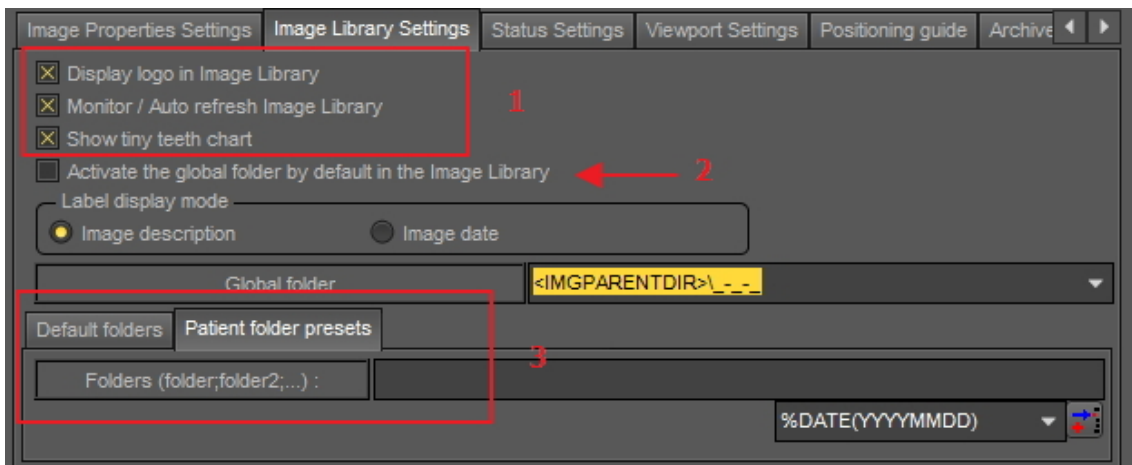 Image Properties Settings Image Library Settings Status Settings Viewport Settings Positioning guide Archive
Display logo in Image Library
Monitor / Auto refresh Image Library
1
Show tiny teeth chart
Activate the global folder by default in the Image Library 2
Label display mode
Image description Image date
Global folder <IMGPARENTDIR>\_-_-_
Default folders Patient folder presets
3
Folders (folder;folder2;...) :
%DATE(YYYYMMDD)